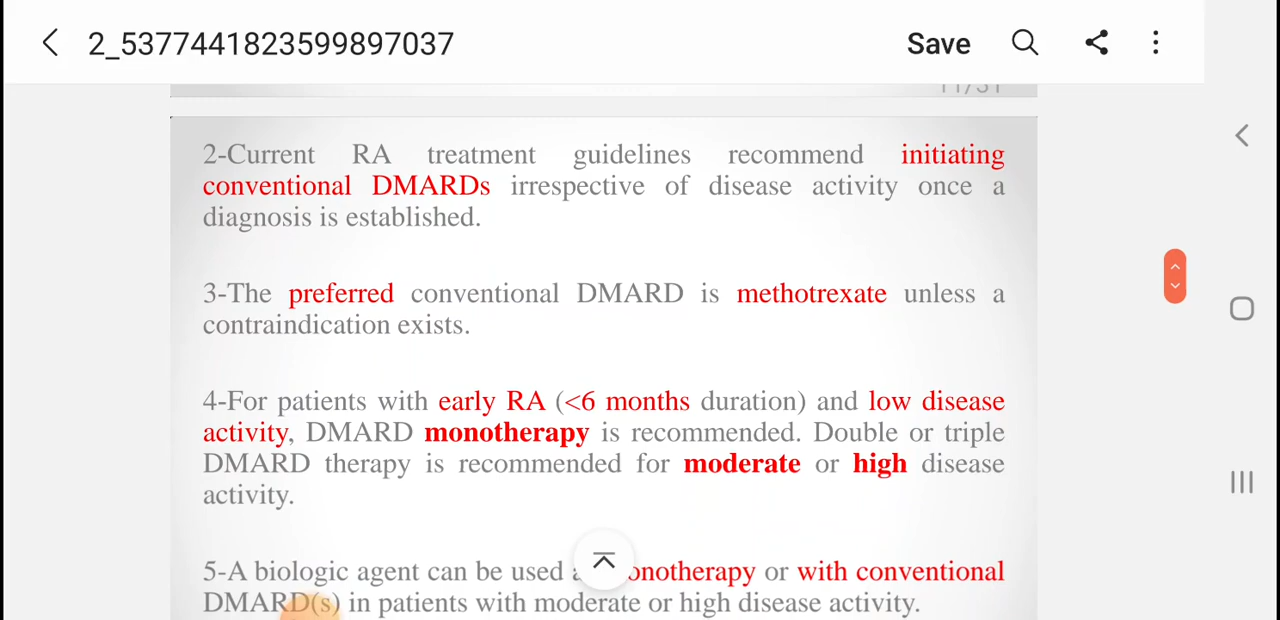 2_5377441823599897037
Save
11/31
2-Current RA treatment guidelines recommend initiating
conventional DMARDs irrespective of disease activity once a
diagnosis is established.
3-The preferred conventional DMARD is methotrexate unless a
contraindication exists.
4-For patients with early RA (<6 months duration) and low disease
activity, DMARD monotherapy is recommended. Double or triple
DMARD therapy is recommended for moderate or high disease
activity.
5-A biologic agent can be used onotherapy or with conventional
DMARD(s) in patients with moderate or high disease activity.